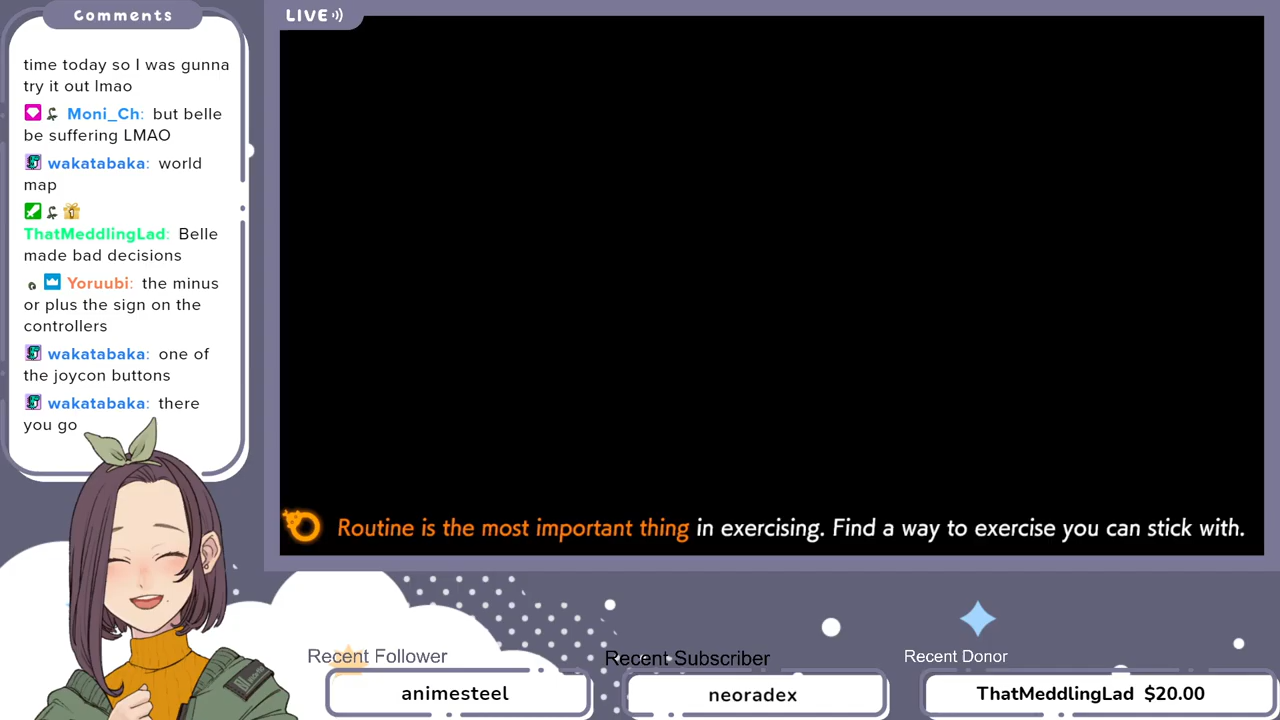 Comments
time today so I was gunna
try it out lmao
Moni_Ch: but belle
be suffering LMAO
wakatabaka: world
map
ThatMeddlingLad: Belle
made bad decisions
Yoruubi: the minus
or plus the sign on the
controllers
wakatabaka: one of
the joycon buttons
wakatabaka: there
you go
LIVE
Routine is the most important thing in exercising. Find a way to exercise you can stick with.
Recent Follower
animesteel
Recent Subscriber
neoradex
Recent Donor
ThatMeddlingLad $20.00